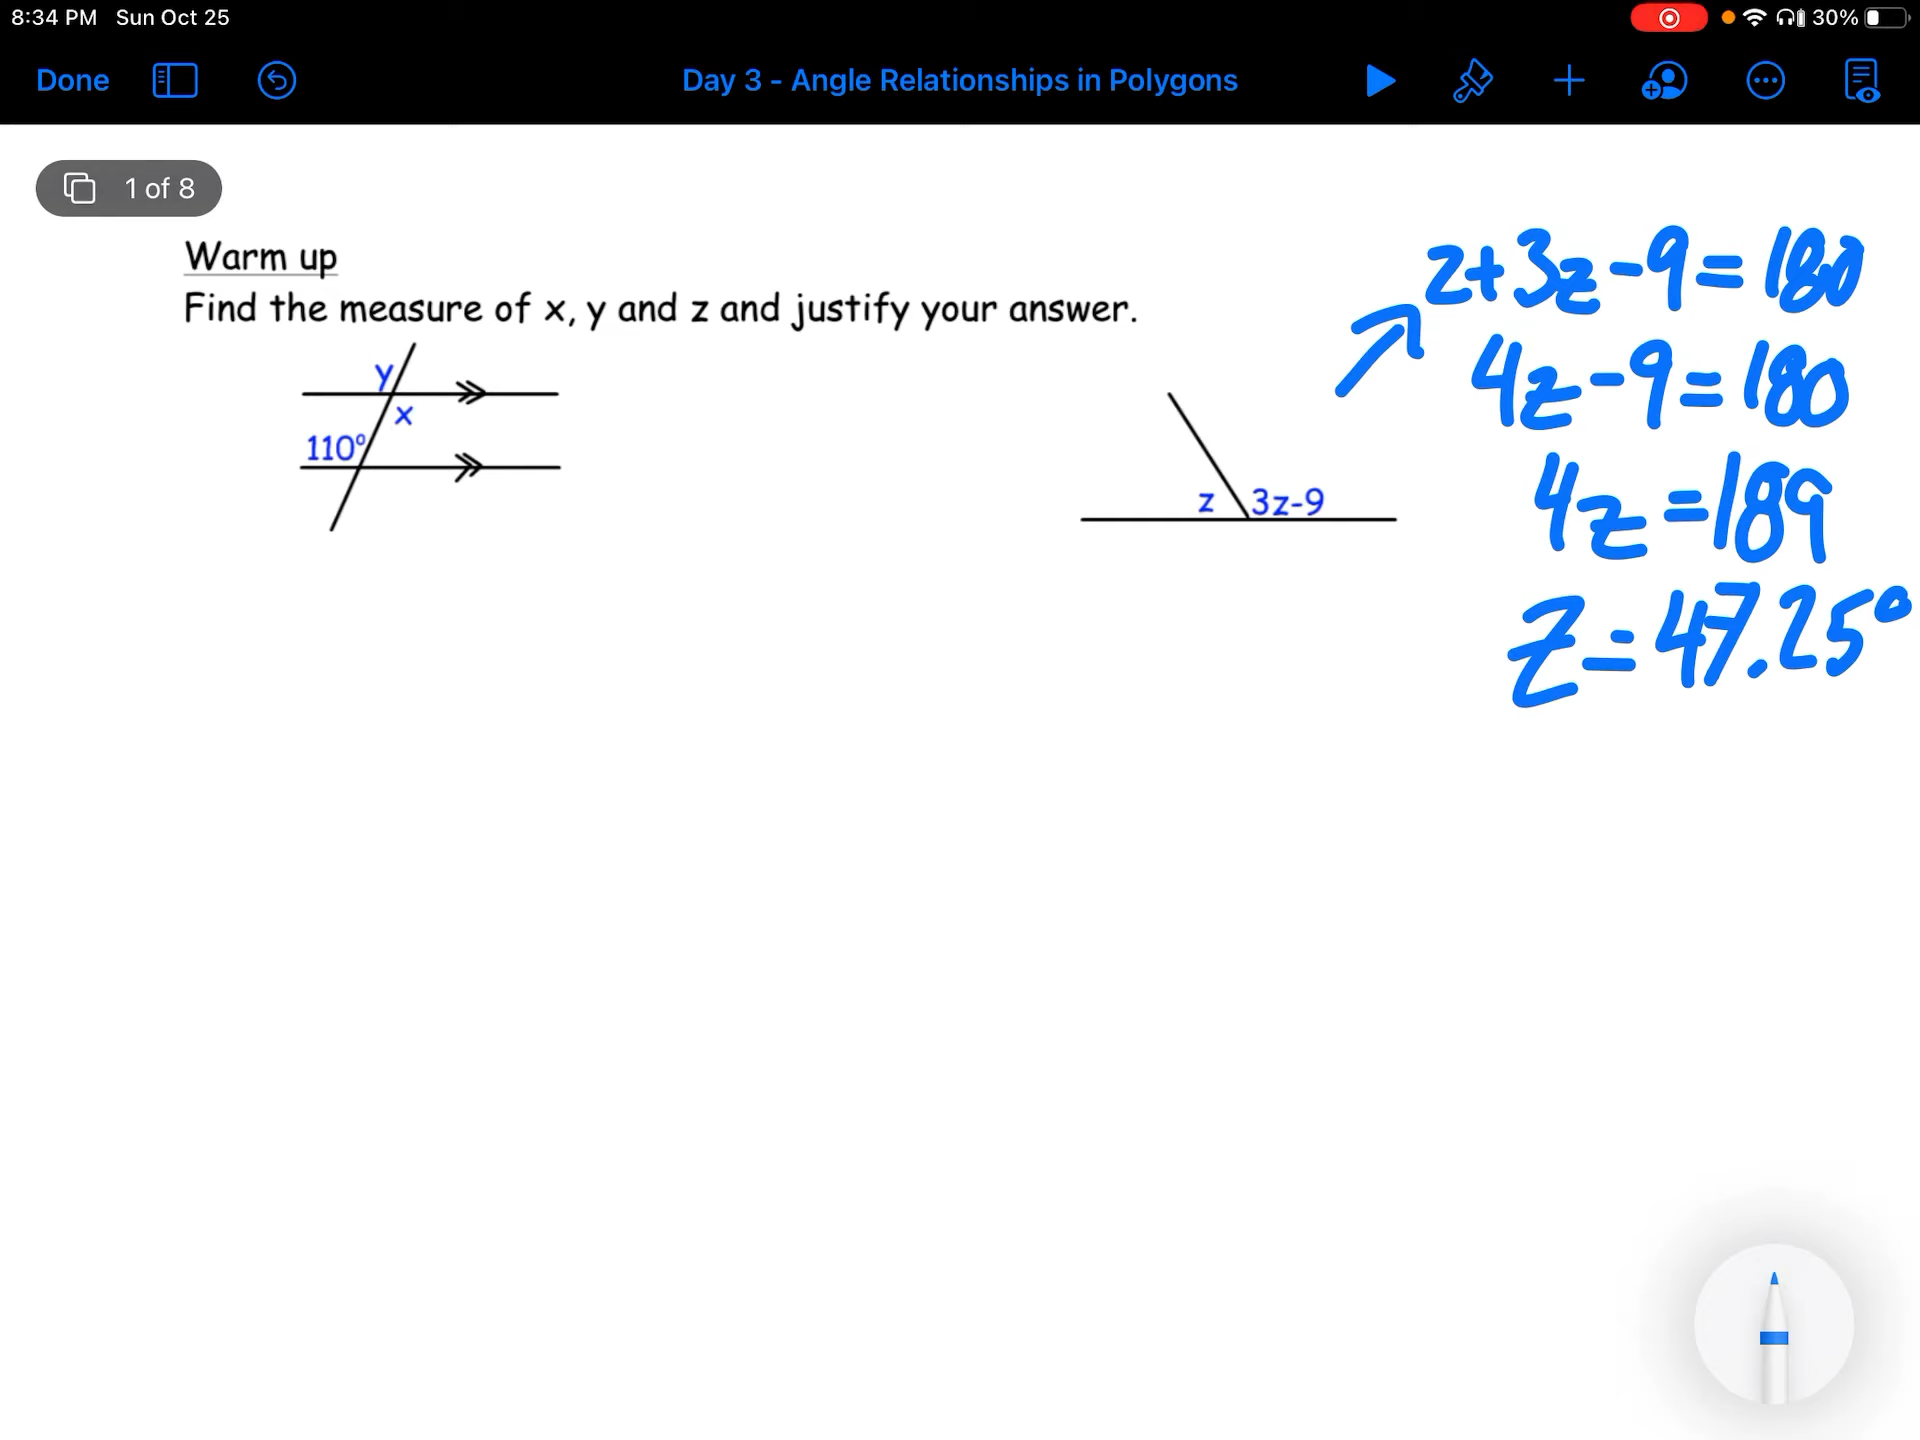 8:34 PM Sun Oct 25 30%
Done Day 3 - Angle Relationships in Polygons
1 of 8
Warm up
Find the measure of x, y and z and justify your answer.
y
x
110°
z 3z-9
z+3z-9=180
4z-9=180
4z=189
z=47.25°